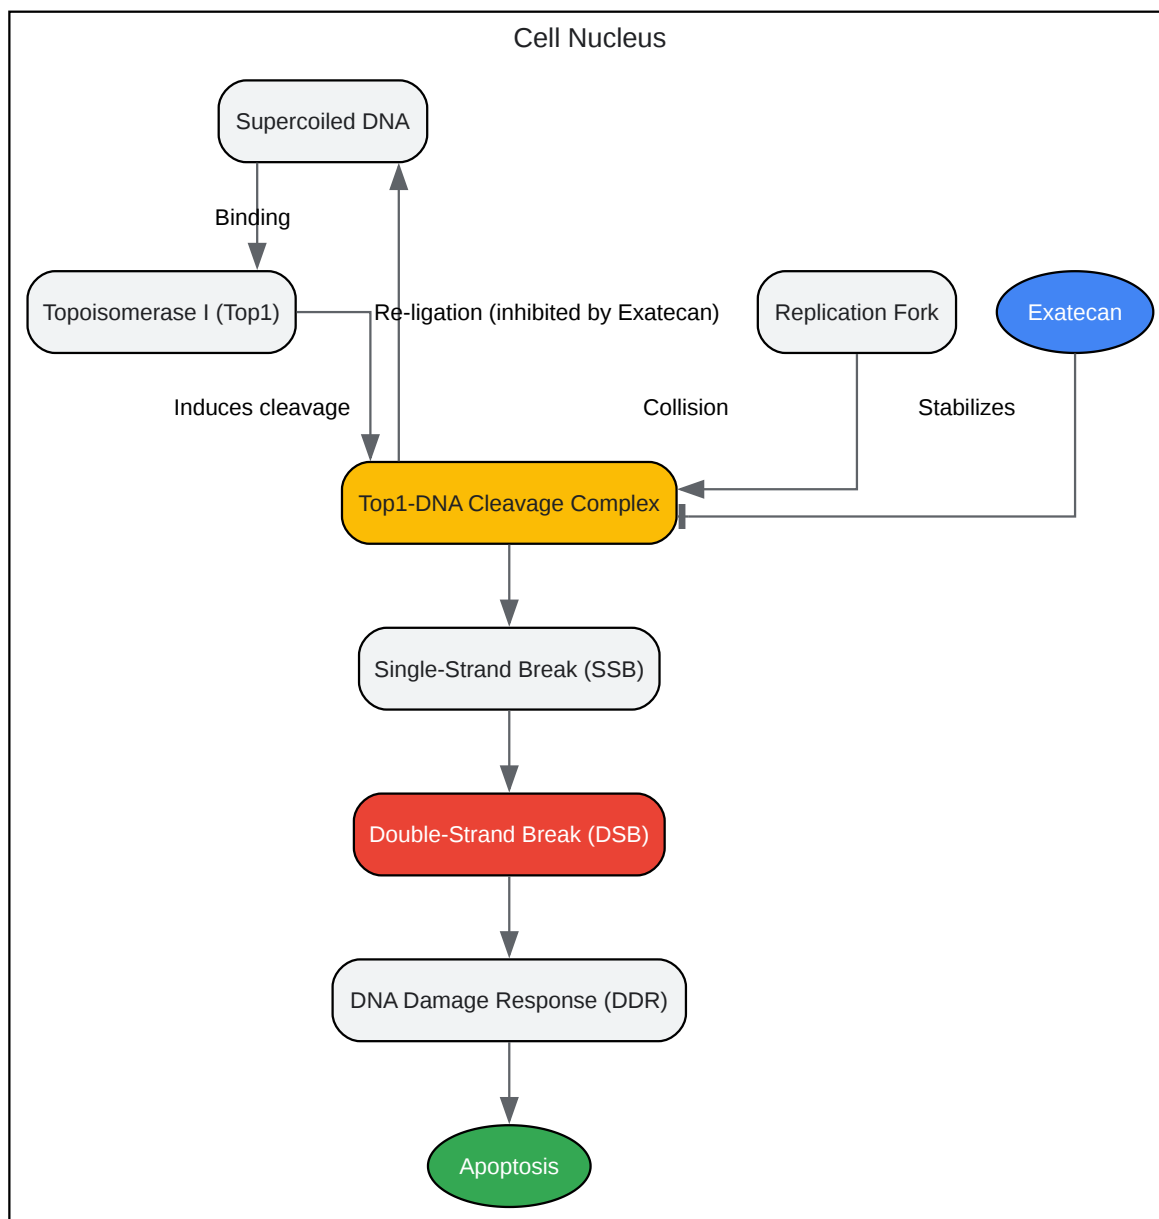 Cell Nucleus
Supercoiled DNA
Binding
Topoisomerase I (Top1)
Re-ligation (inhibited by Exatecan)
Replication Fork
Exatecan
Induces cleavage
Collision
Stabilizes
Top1-DNA Cleavage Complex
Single-Strand Break (SSB)
Double-Strand Break (DSB)
DNA Damage Response (DDR)
Apoptosis